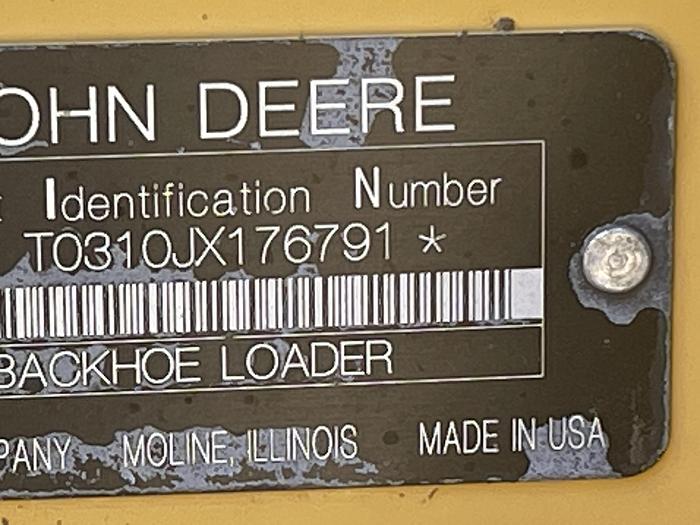 OHN DEERE
Identification Number
T0310JX176791 *
BACKHOE LOADER
PANY MOLINE, ILLINOIS MADE IN USA